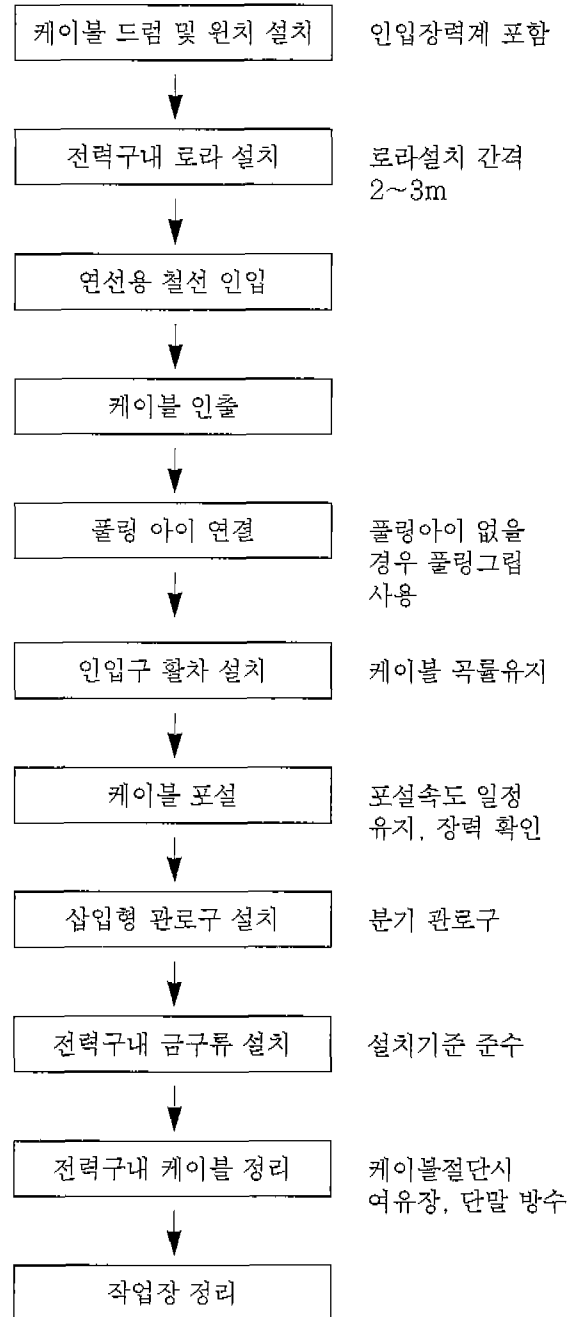 케이블 드럼 및 윈치 설치
인입장력계 포함
전력구내 로라 설치
로라설치 간격
2~3m
연선용 철선 인입
케이블 인출
풀링 아이 연결
풀링아이 없을
경우 풀링그립
사용
인입구 활차 설치
케이블 곡률유지
케이블 포설
포설속도 일정
유지, 장력 확인
삽입형 관로구 설치
분기 관로구
전력구내 금구류 설치
설치기준 준수
전력구내 케이블 정리
케이블절단시
여유장, 단말 방수
작업장 정리